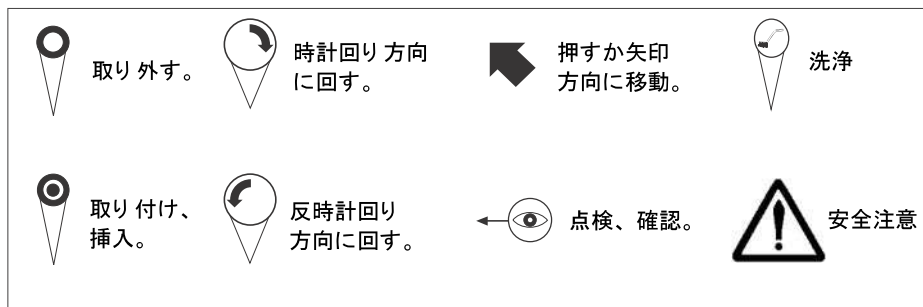 取り外す。
時計回り方向
に回す。
押すか矢印
方向に移動。
洗浄
取り付け、
挿入。
反時計回り
方向に回す。
点検、確認。
安全注意